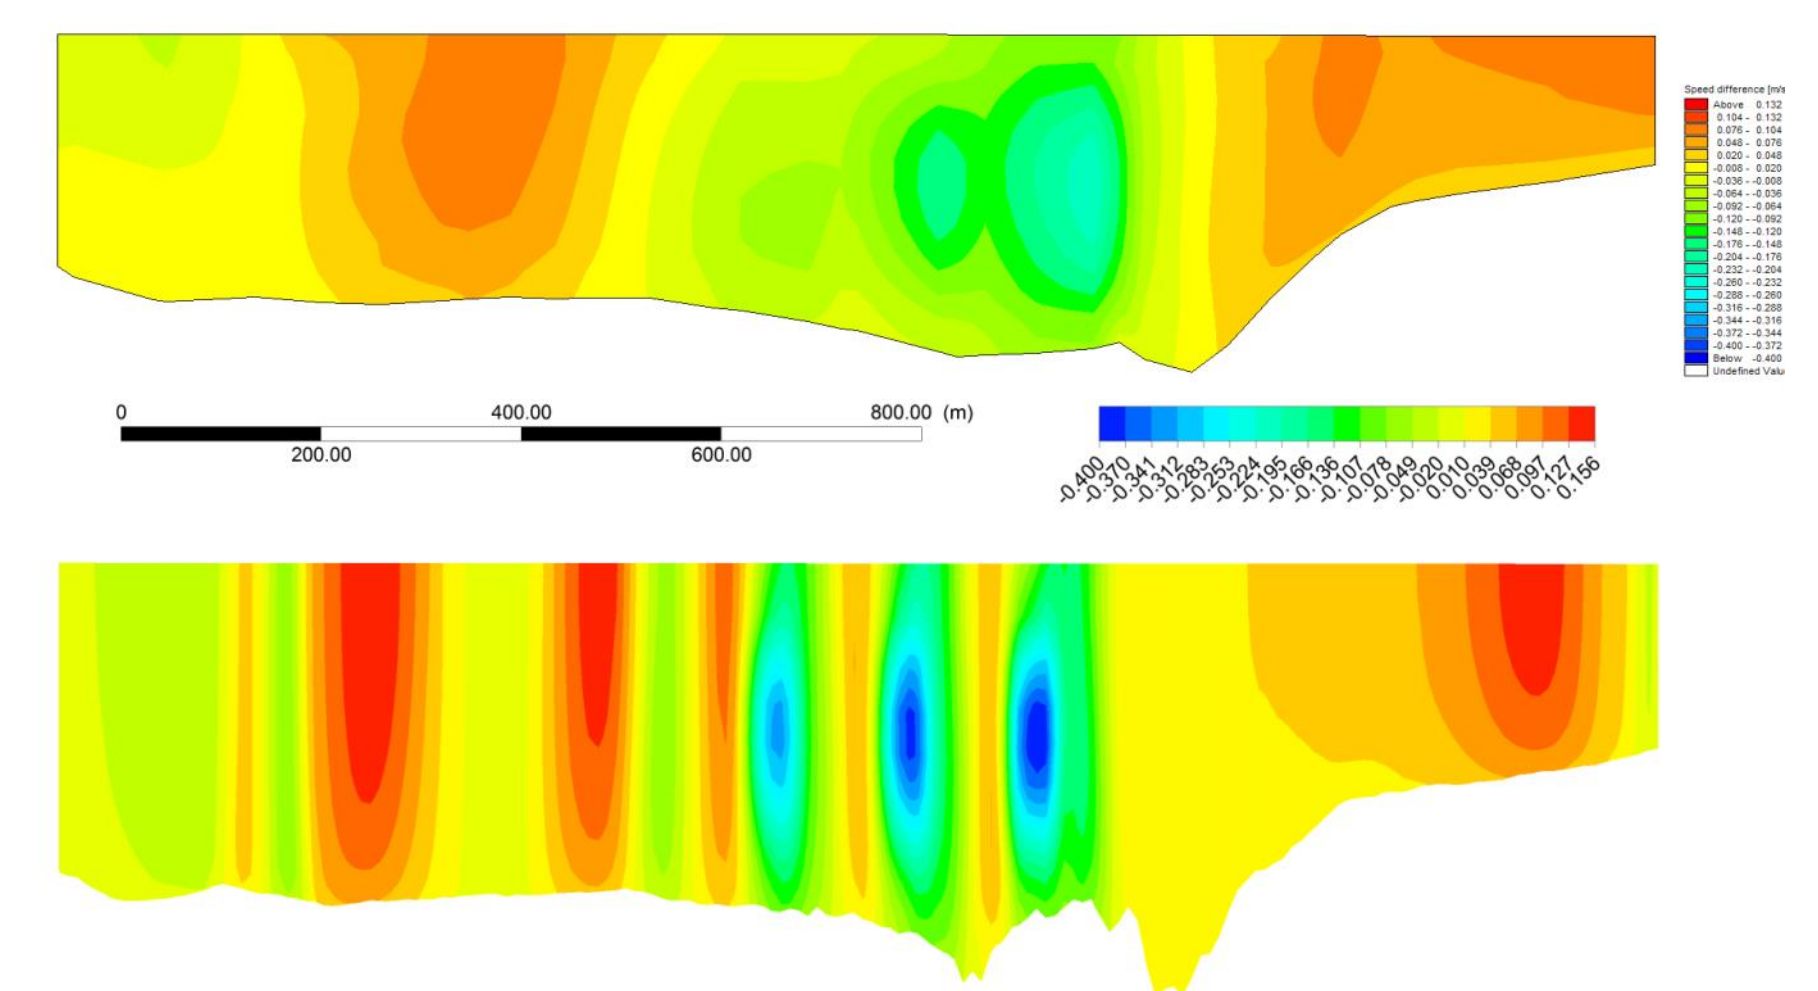 Speed difference [m/s
Above 0.132
0.104 - 0.132
0.076 - 0.104
0.048 - 0.076
0.020 - 0.048
-0.008 - 0.020
-0.036 - -0.008
-0.064 - -0.036
-0.092 - -0.064
-0.120 - -0.092
-0.148 - -0.120
-0.176 - -0.148
-0.204 - -0.176
-0.232 - -0.204
-0.260 - -0.232
-0.288 - -0.260
-0.316 - -0.288
-0.344 - -0.316
-0.372 - -0.344
-0.400 - -0.372
Below -0.400
Undefined Valu
0 400.00 800.00 (m)
200.00 600.00
-0.400 -0.370 -0.341 -0.312 -0.283 -0.253 -0.224 -0.195 -0.166 -0.136 -0.107 -0.078 -0.049 -0.020 0.010 0.039 0.068 0.097 0.127 0.156